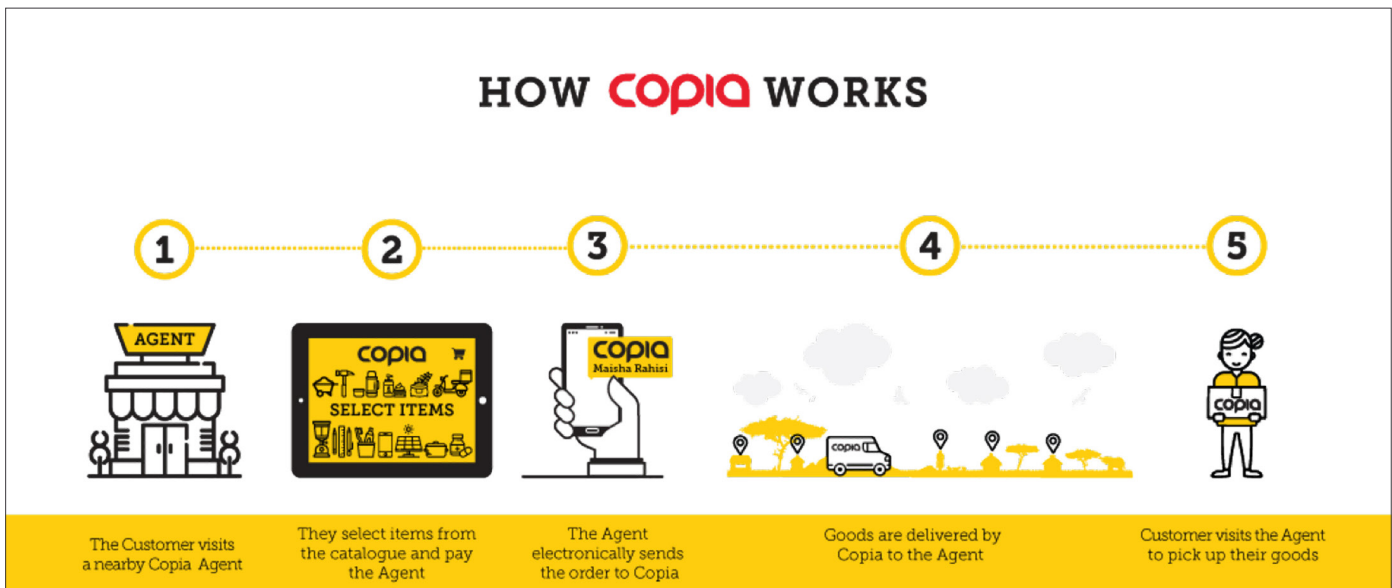 HOW COPIA WORKS
1
2
3
4
5
AGENT
copia
SELECT ITEMS
copia
Maisha Rahisi
copia
copia
The Customer visits
a nearby Copia Agent
They select items from
the catalogue and pay
the Agent
The Agent
electronically sends
the order to Copia
Goods are delivered by
Copia to the Agent
Customer visits the Agent
to pick up their goods